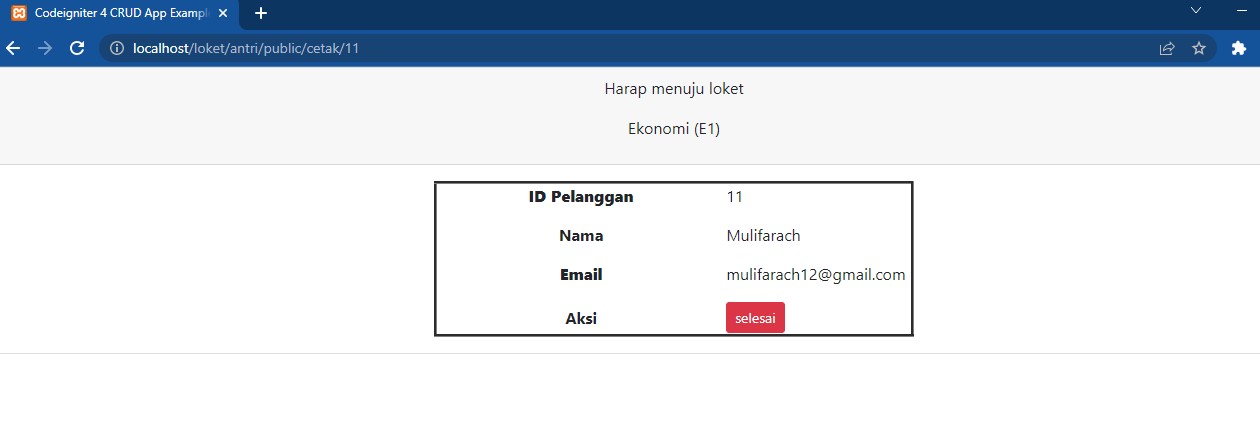 Codeigniter 4 CRUD App Exampl
localhost/loket/antri/public/cetak/11
Harap menuju loket
Ekonomi (E1)
ID Pelanggan 11
Nama Mulifarach
Email mulifarach12@gmail.com
Aksi selesai